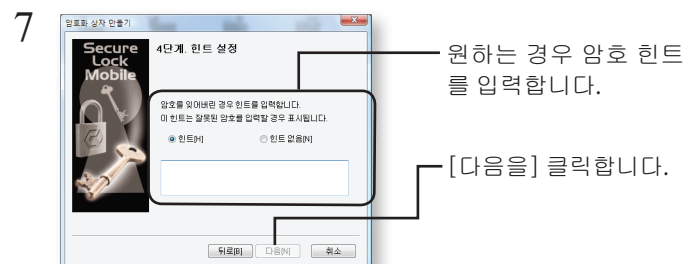 7
암호화 상자 만들기
Secure
Lock
Mobile
4단계. 힌트 설정
암호를 잊어버린 경우 힌트를 입력합니다.
이 힌트는 잘못된 암호를 입력할 경우 표시됩니다.
힌트[H] 힌트 없음[N]
뒤로[B] 다음[N] 취소
원하는 경우 암호 힌트
를 입력합니다.
[다음을] 클릭합니다.